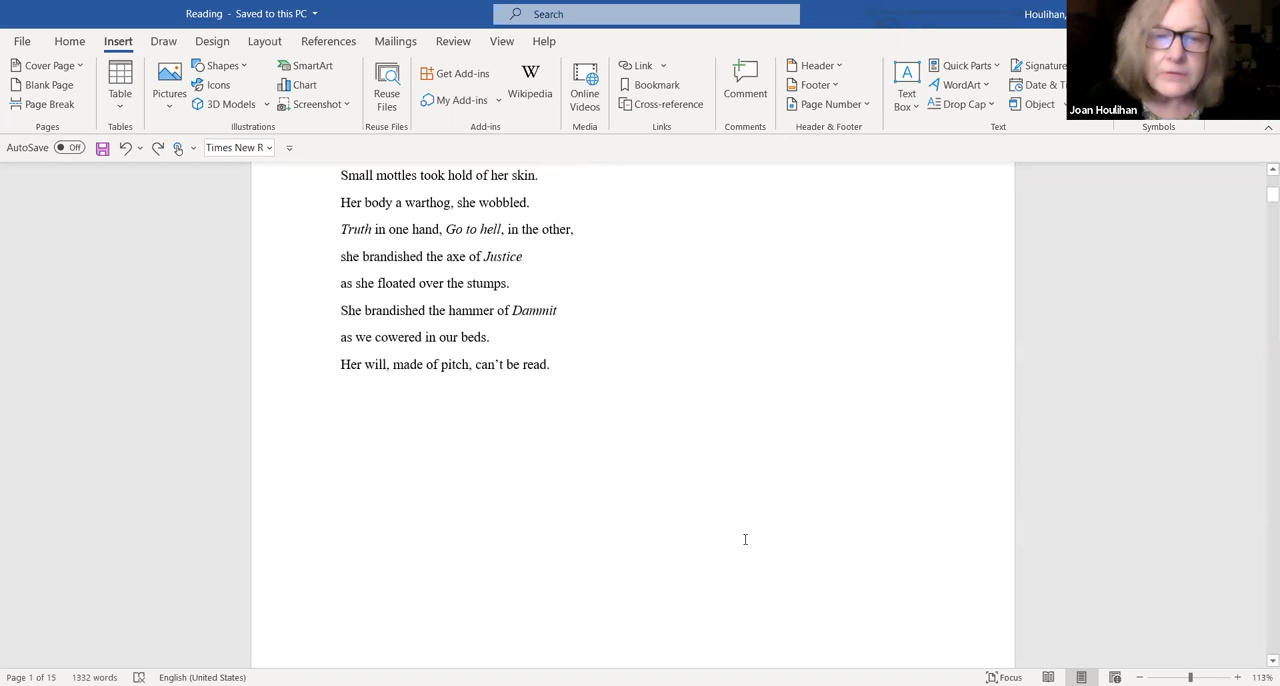 Reading - Saved to this PC
Search
Houlihan,
File Home Insert Draw Design Layout References Mailings Review View Help
Cover Page
Blank Page
Page Break
Pages
Table
Tables
Pictures
Shapes
Icons
3D Models
SmartArt
Chart
Screenshot
Illustrations
Reuse
Files
Reuse Files
Get Add-ins
My Add-ins
Wikipedia
Add-ins
Online
Videos
Media
Link
Bookmark
Cross-reference
Links
Comment
Comments
Header
Footer
Page Number
Header & Footer
Text
Box
Quick Parts
WordArt
Drop Cap
Signature
Date & Ti
Object
Text
Symbols
Joan Houlihan
AutoSave Off
Times New R
Small mottles took hold of her skin.
Her body a warthog, she wobbled.
Truth in one hand, Go to hell, in the other,
she brandished the axe of Justice
as she floated over the stumps.
She brandished the hammer of Dammit
as we cowered in our beds.
Her will, made of pitch, can’t be read.
Page 1 of 15 1332 words English (United States) Focus 113%